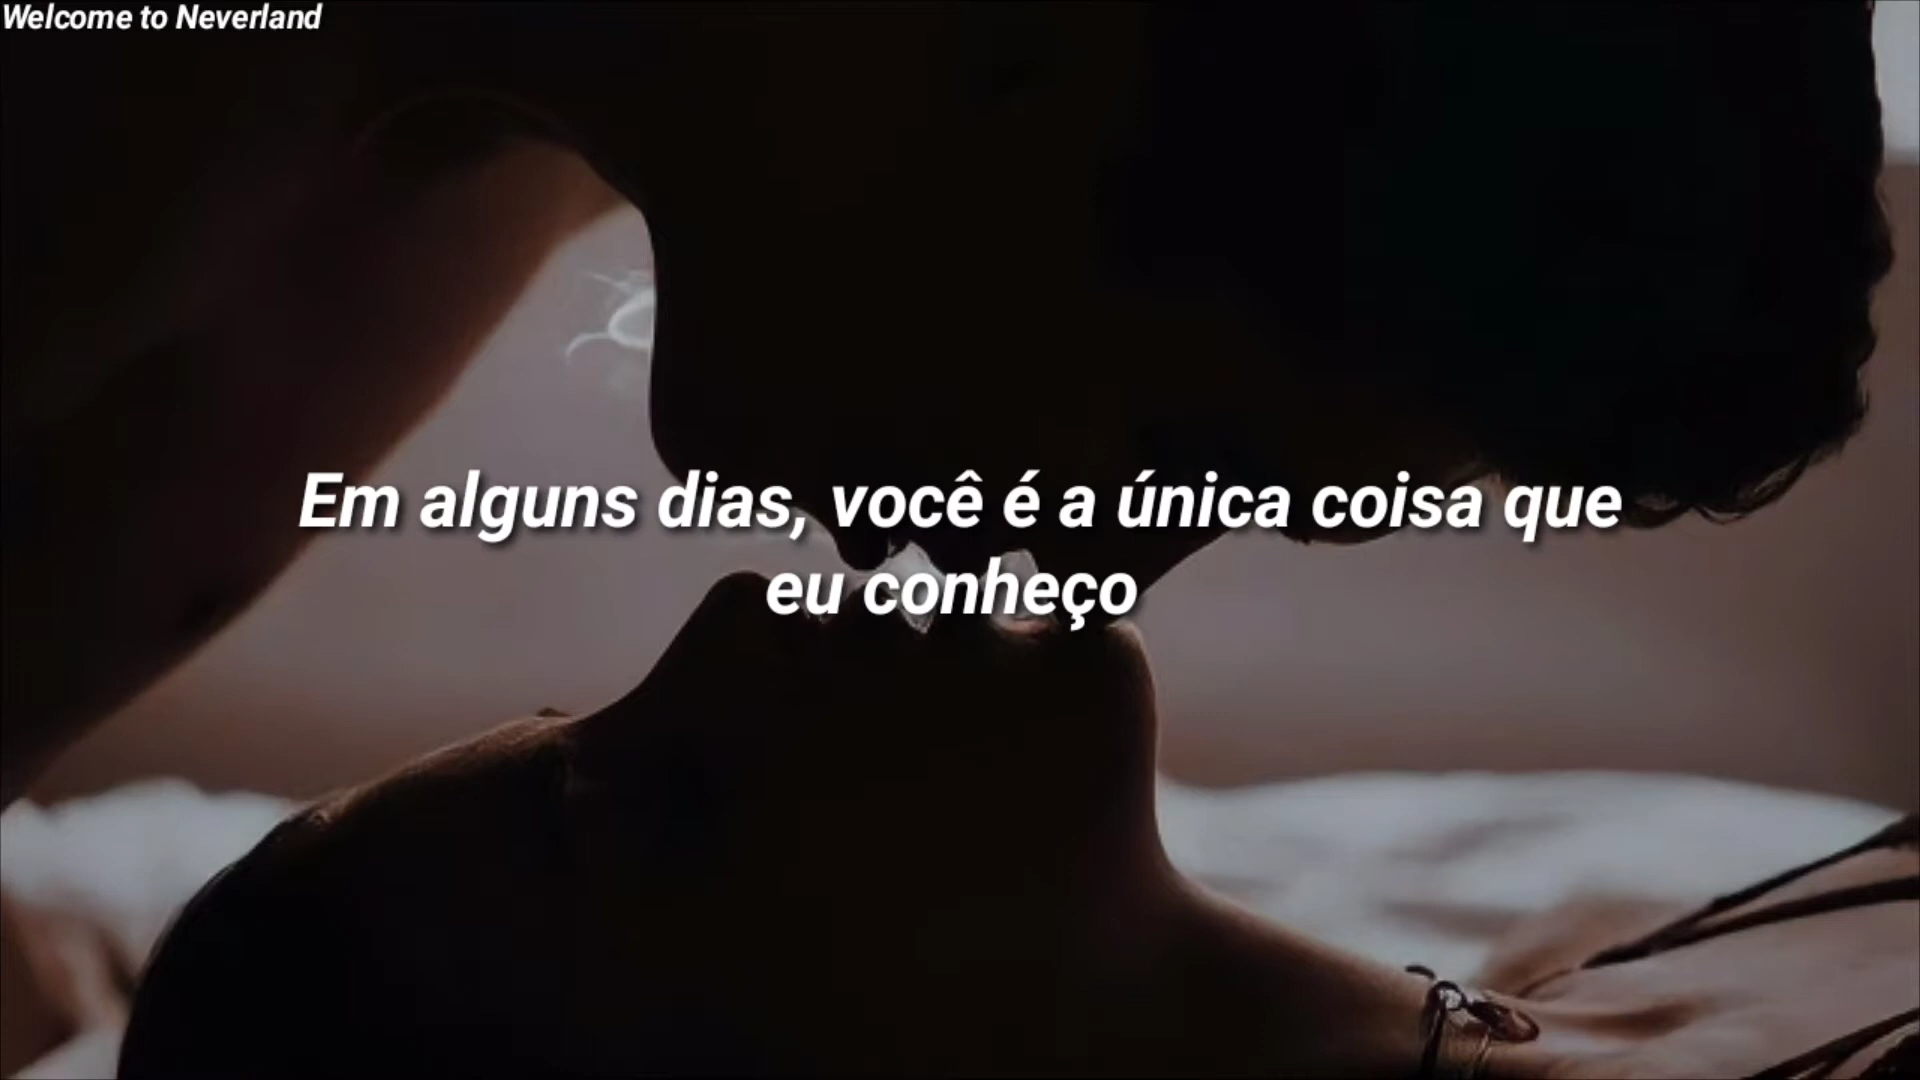 Welcome to Neverland
Em alguns dias, você é a única coisa que
eu conheço